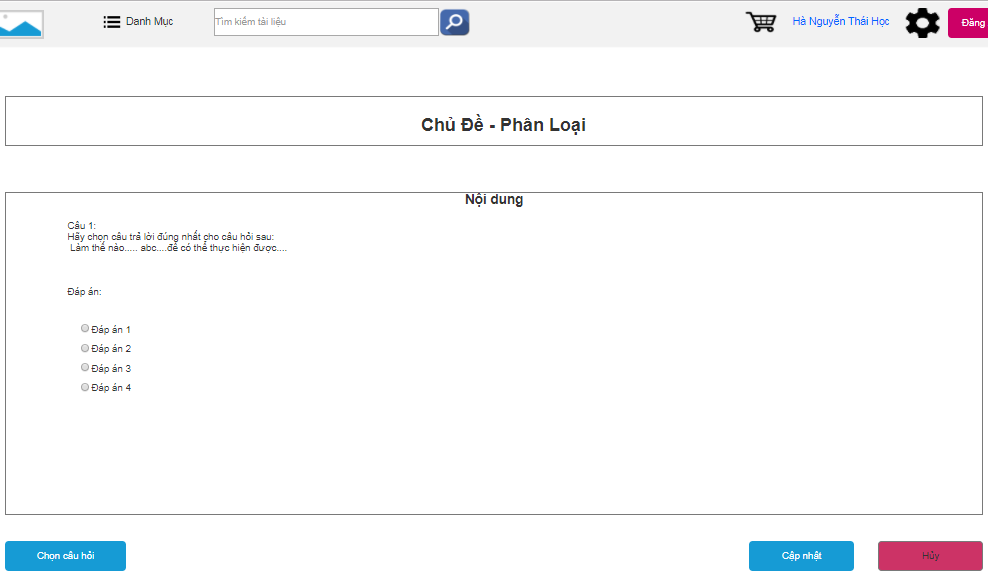 Danh Mục
Tìm kiếm tài liệu
Hà Nguyễn Thái Học
Đăng
Chủ Đề - Phân Loại
Nội dung
Câu 1:
Hãy chọn câu trả lời đúng nhất cho câu hỏi sau:
Làm thế nào..... abc....để có thể thực hiện được....
Đáp án:
Đáp án 1
Đáp án 2
Đáp án 3
Đáp án 4
Chọn câu hỏi
Cập nhật
Hủy